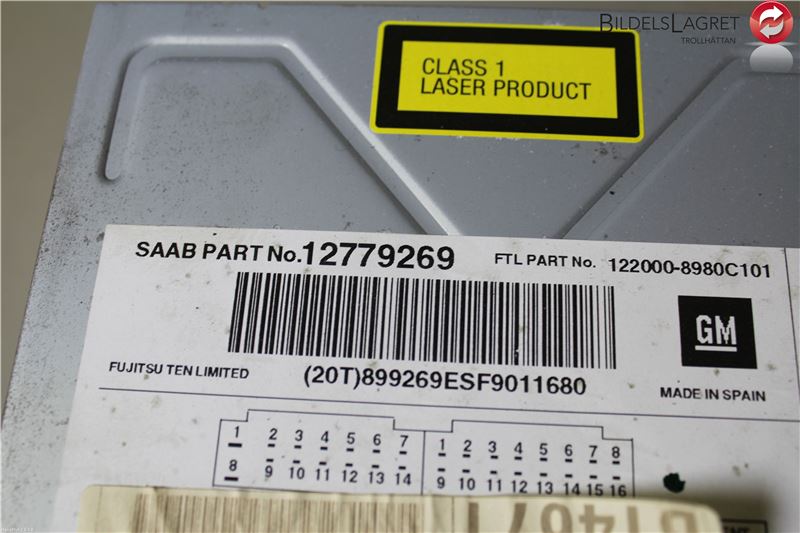 BILDELSLAGRET
TROLLHÄTTAN
CLASS 1
LASER PRODUCT
SAAB PART No. 12779269
FTL PART No. 122000-8980C101
GM
FUJITSU TEN LIMITED
(20T)899269ESF9011680
MADE IN SPAIN
1 2 3 4 5 6 7
1 2 3 4 5 6 7 8
8 9 10 11 12 13 14
9 10 11 12 13 14 15 16